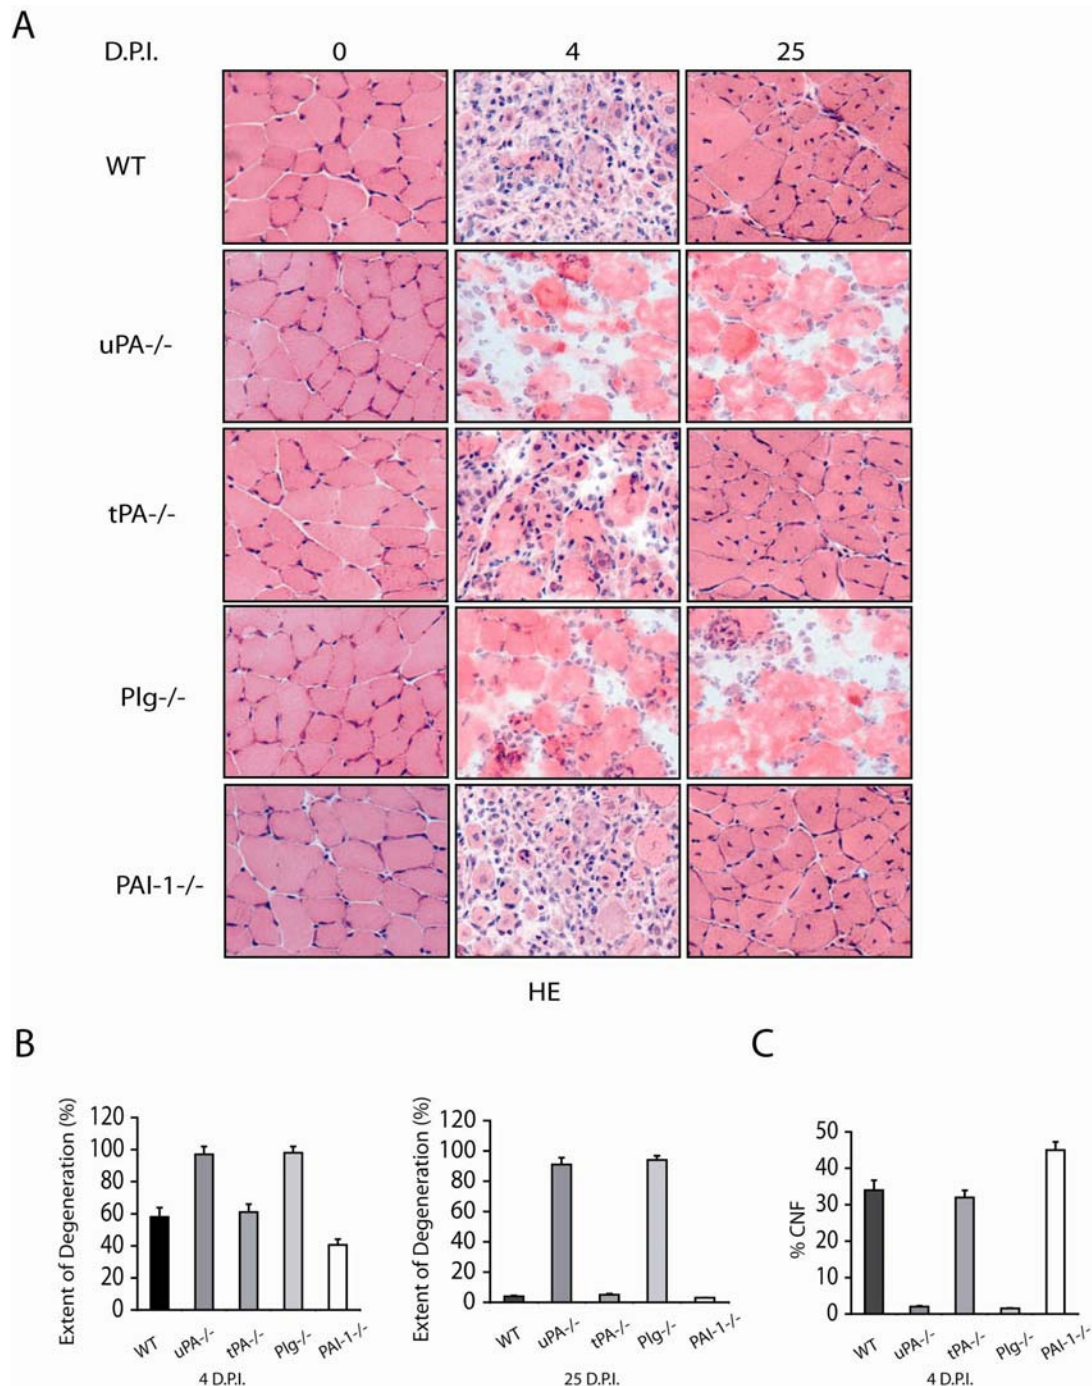 A
D.P.I. 0 4 25
WT
uPA-/-
tPA-/-
Plg-/-
PAI-1-/-
HE
B
Extent of Degeneration (%)
120
100
80
60
40
20
0
WT uPA-/- tPA-/- Plg-/- PAI-1-/-
4 D.P.I.
Extent of Degeneration (%)
120
100
80
60
40
20
0
WT uPA-/- tPA-/- Plg-/- PAI-1-/-
25 D.P.I.
C
% CNF
50
40
30
20
10
0
WT uPA-/- tPA-/- Plg-/- PAI-1-/-
4 D.P.I.